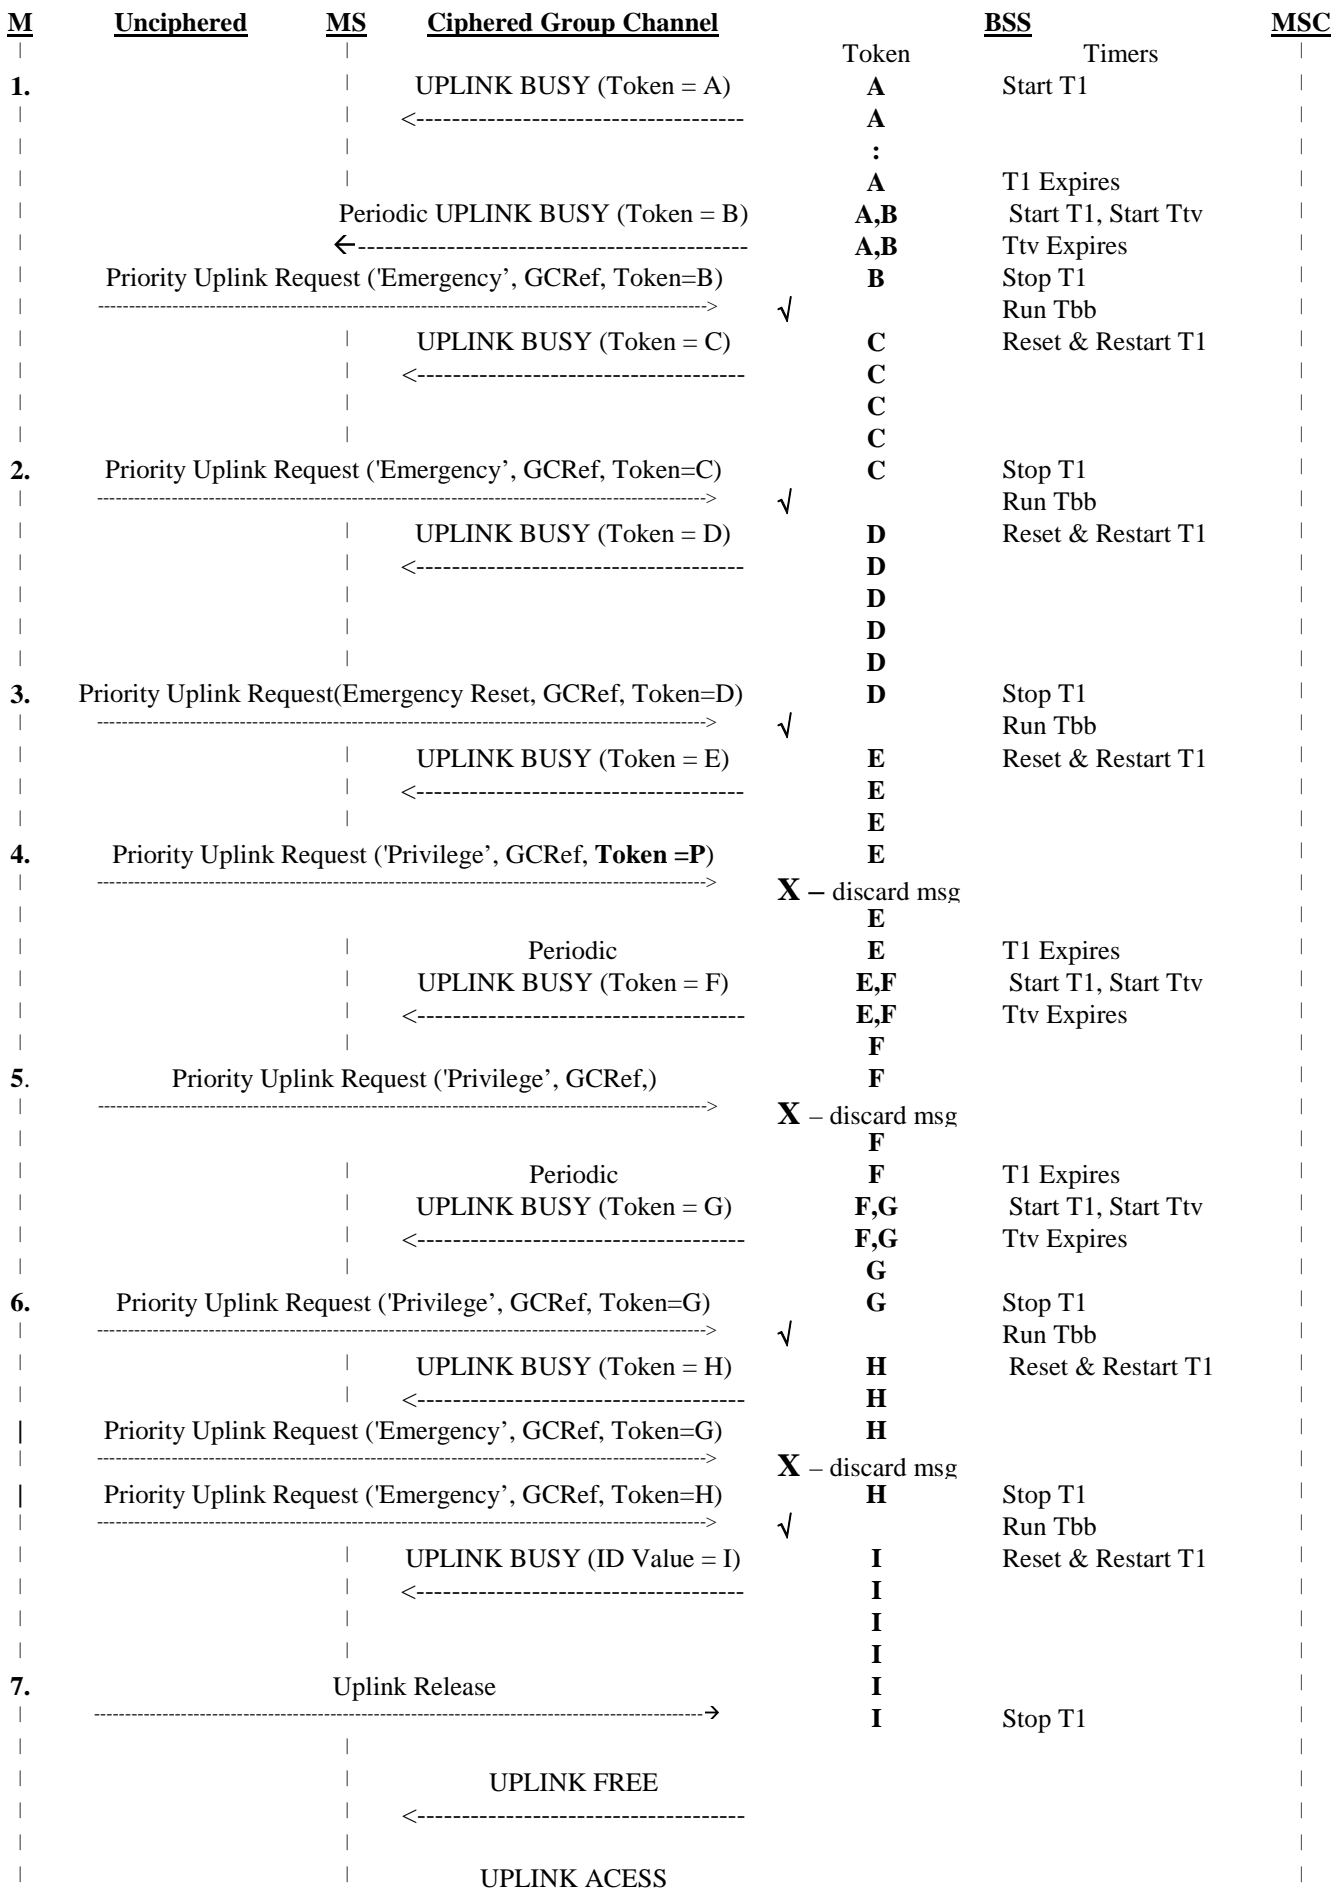 M Unciphered MS Ciphered Group Channel BSS MSC
Token Timers
1. UPLINK BUSY (Token = A) A Start T1
A
:
A T1 Expires
Periodic UPLINK BUSY (Token = B) A,B Start T1, Start Ttv
A,B Ttv Expires
Priority Uplink Request ('Emergency', GCRef, Token=B) B Stop T1
√ Run Tbb
UPLINK BUSY (Token = C) C Reset & Restart T1
C
C
C
2. Priority Uplink Request ('Emergency', GCRef, Token=C) C Stop T1
√ Run Tbb
UPLINK BUSY (Token = D) D Reset & Restart T1
D
D
D
D
3. Priority Uplink Request(Emergency Reset, GCRef, Token=D) D Stop T1
√ Run Tbb
UPLINK BUSY (Token = E) E Reset & Restart T1
E
E
4. Priority Uplink Request ('Privilege', GCRef, Token =P) E
X – discard msg
E
Periodic E T1 Expires
UPLINK BUSY (Token = F) E,F Start T1, Start Ttv
E,F Ttv Expires
F
5. Priority Uplink Request ('Privilege', GCRef,) F
X – discard msg
F
Periodic F T1 Expires
UPLINK BUSY (Token = G) F,G Start T1, Start Ttv
F,G Ttv Expires
G
6. Priority Uplink Request ('Privilege', GCRef, Token=G) G Stop T1
√ Run Tbb
UPLINK BUSY (Token = H) H Reset & Restart T1
H
Priority Uplink Request ('Emergency', GCRef, Token=G) H
X – discard msg
Priority Uplink Request ('Emergency', GCRef, Token=H) H Stop T1
√ Run Tbb
UPLINK BUSY (ID Value = I) I Reset & Restart T1
I
I
I
7. Uplink Release I
I Stop T1
UPLINK FREE
UPLINK ACESS